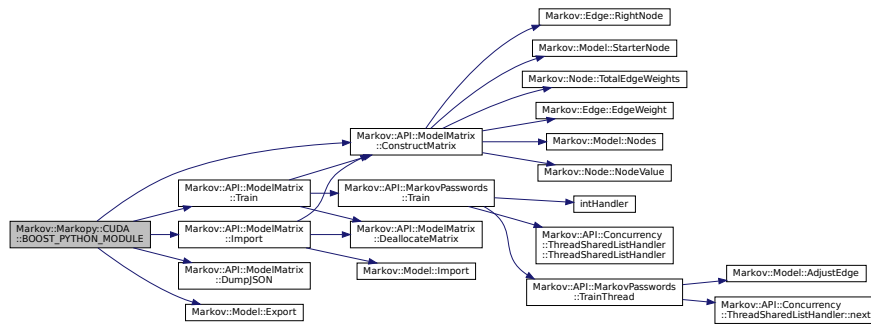 Markov::Markopy::CUDA
::BOOST_PYTHON_MODULE
Markov::API::ModelMatrix
::ConstructMatrix
Markov::API::ModelMatrix
::Train
Markov::API::ModelMatrix
::Import
Markov::API::ModelMatrix
::DumpJSON
Markov::Model::Export
Markov::API::MarkovPasswords
::Train
Markov::API::ModelMatrix
::DeallocateMatrix
Markov::Model::Import
Markov::Edge::RightNode
Markov::Model::StarterNode
Markov::Node::TotalEdgeWeights
Markov::Edge::EdgeWeight
Markov::Model::Nodes
Markov::Node::NodeValue
intHandler
Markov::API::Concurrency
::ThreadSharedListHandler
::ThreadSharedListHandler
Markov::API::MarkovPasswords
::TrainThread
Markov::Model::AdjustEdge
Markov::API::Concurrency
::ThreadSharedListHandler::next